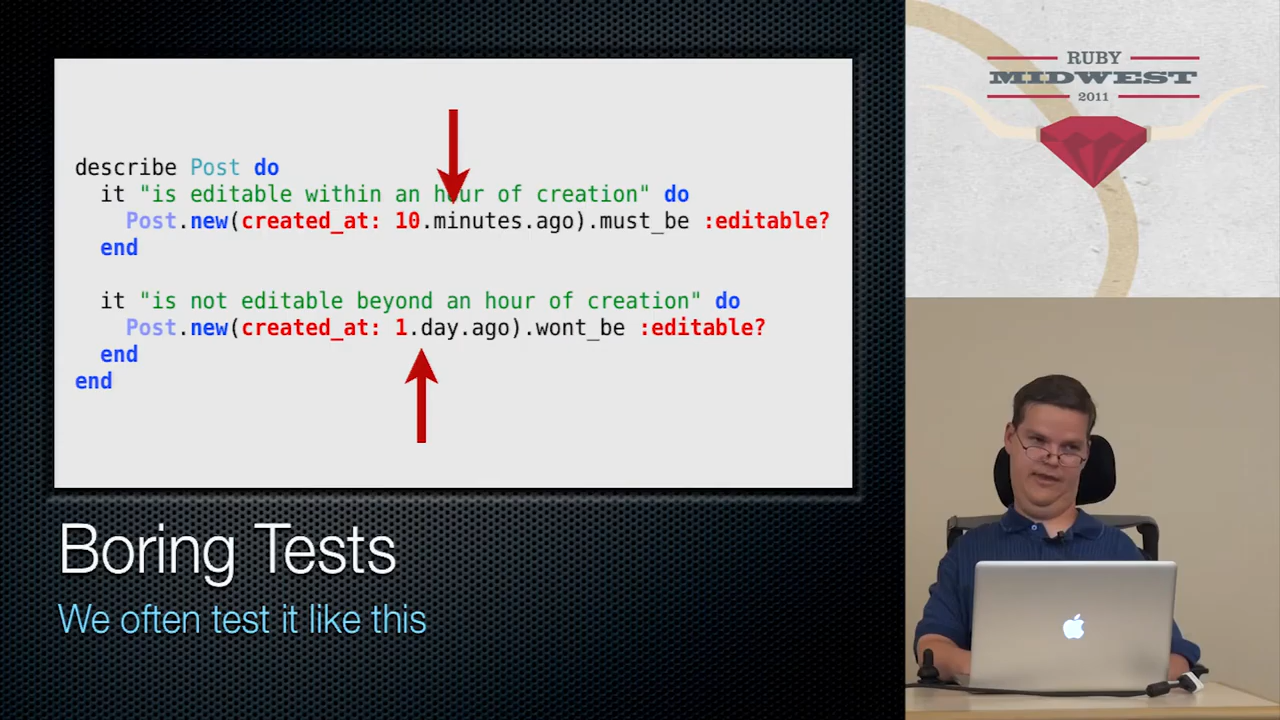 describe Post do
it "is editable within an hour of creation" do
Post.new(created_at: 10.minutes.ago).must_be :editable?
end
it "is not editable beyond an hour of creation" do
Post.new(created_at: 1.day.ago).wont_be :editable?
end
end
Boring Tests
We often test it like this
RUBY
MIDWEST
2011